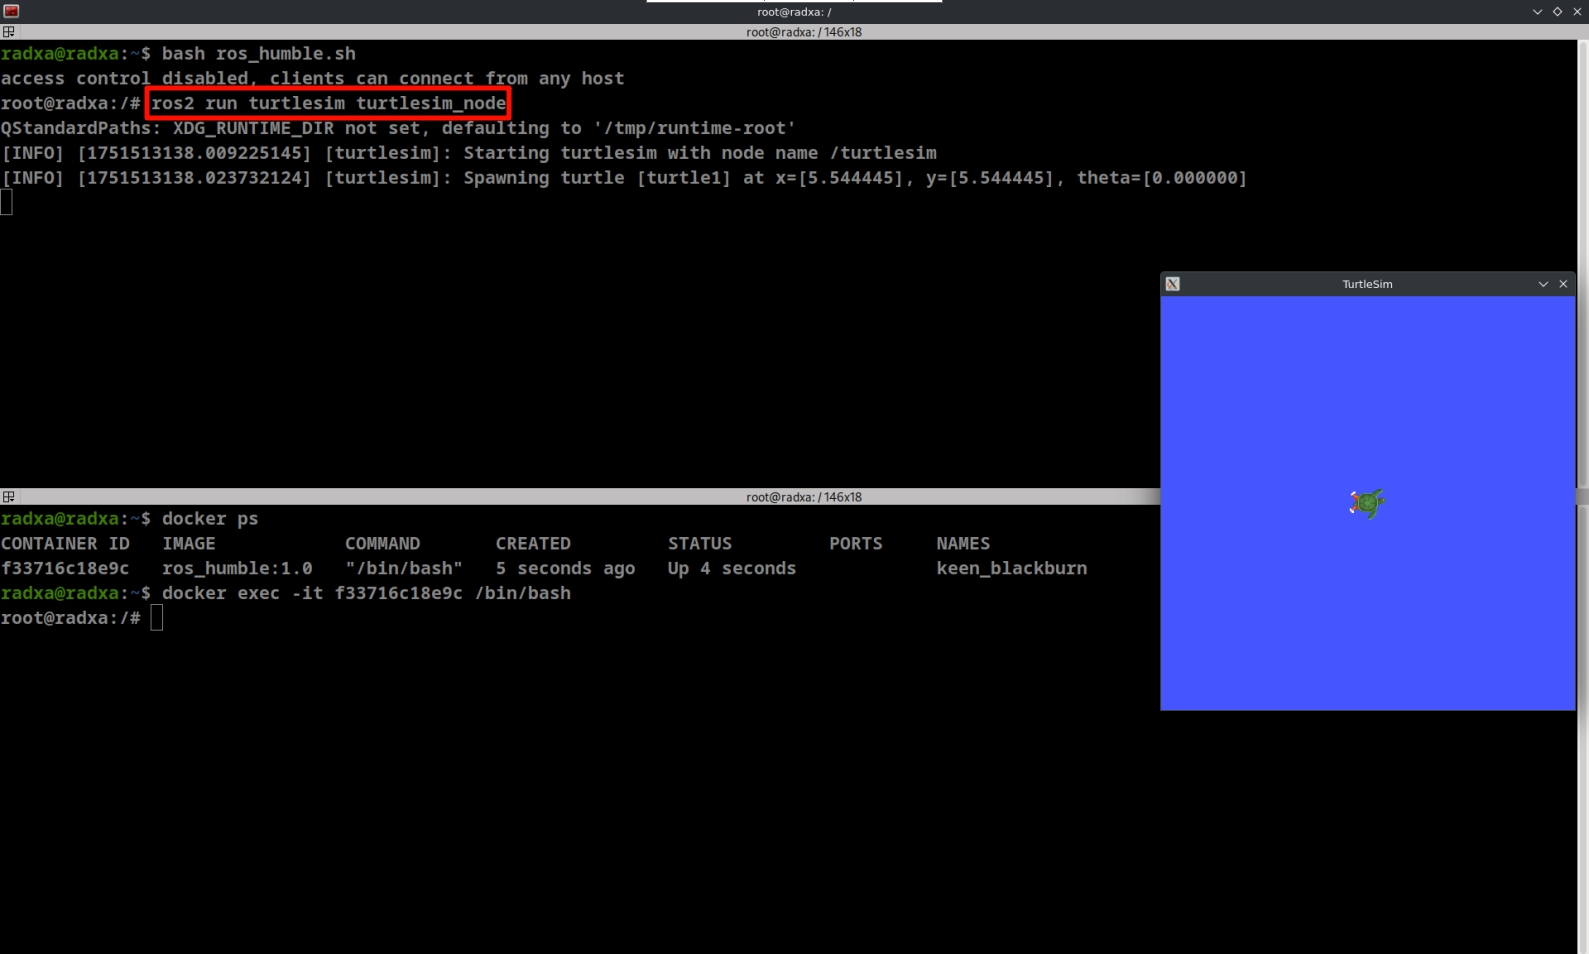 root@radxa: /
root@radxa: / 146x18
radxa@radxa:~$ bash ros_humble.sh
access control disabled, clients can connect from any host
root@radxa:/# ros2 run turtlesim turtlesim_node
QStandardPaths: XDG_RUNTIME_DIR not set, defaulting to '/tmp/runtime-root'
[INFO] [1751513138.009225145] [turtlesim]: Starting turtlesim with node name /turtlesim
[INFO] [1751513138.023732124] [turtlesim]: Spawning turtle [turtle1] at x=[5.544445], y=[5.544445], theta=[0.000000]
TurtleSim
root@radxa: / 146x18
radxa@radxa:~$ docker ps
CONTAINER ID   IMAGE            COMMAND       CREATED         STATUS         PORTS     NAMES
f33716c18e9c   ros_humble:1.0   "/bin/bash"   5 seconds ago   Up 4 seconds             keen_blackburn
radxa@radxa:~$ docker exec -it f33716c18e9c /bin/bash
root@radxa:/#